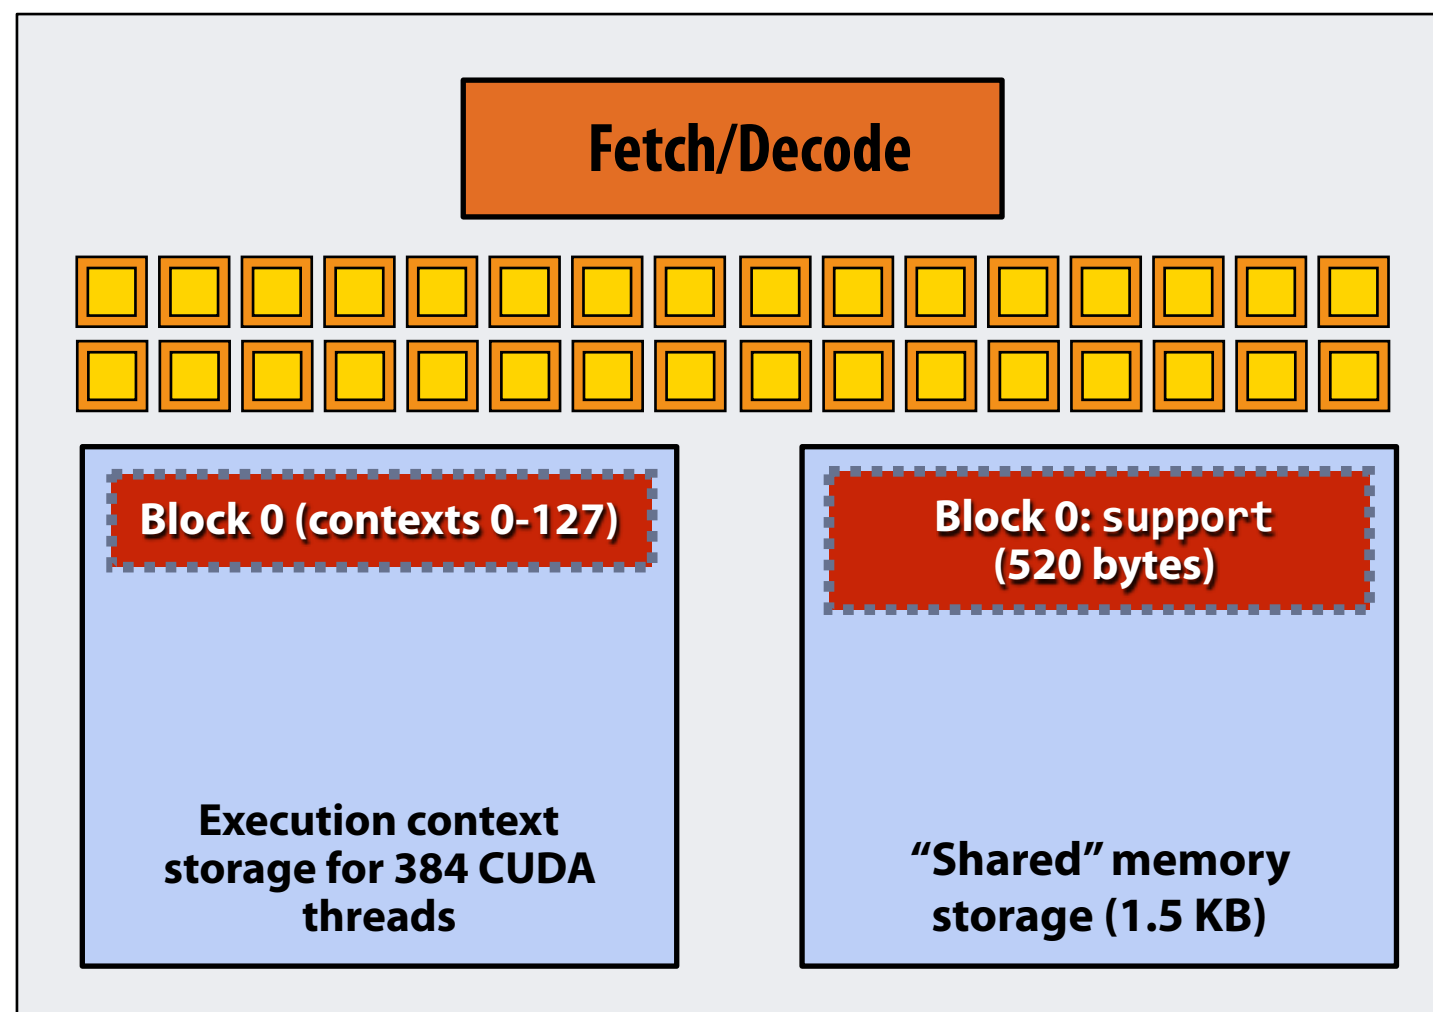 Fetch/Decode
Block 0 (contexts 0-127)
Execution context
storage for 384 CUDA
threads
Block 0: support
(520 bytes)
“Shared” memory
storage (1.5 KB)